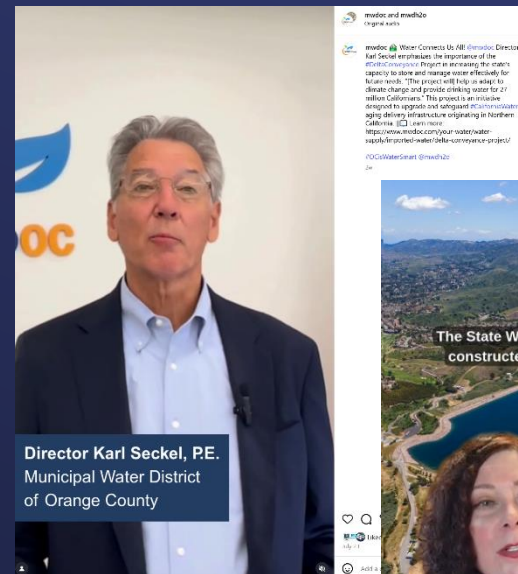 OC
Director Karl Seckel, P.E.
Municipal Water District
of Orange County
mwdoc and mwdh2o
Original audio
mwdoc Water Connects Us All! @mwdoc Director
Karl Seckel emphasizes the importance of the
#DeltaConveyance Project in increasing the state's
capacity to store and manage water effectively for
future needs. "[The project will] help us adapt to
climate change and provide drinking water for 27
million Californians." This project is an initiative
designed to upgrade and safeguard #CaliforniaWater
aging delivery infrastructure originating in Northern
California. Learn more:
https://www.mwdoc.com/your-water/water-
supply/imported-water/delta-conveyance-project/
#OCisWaterSmart @mwdh2o
The State W
constructe
Liked
July
Add a